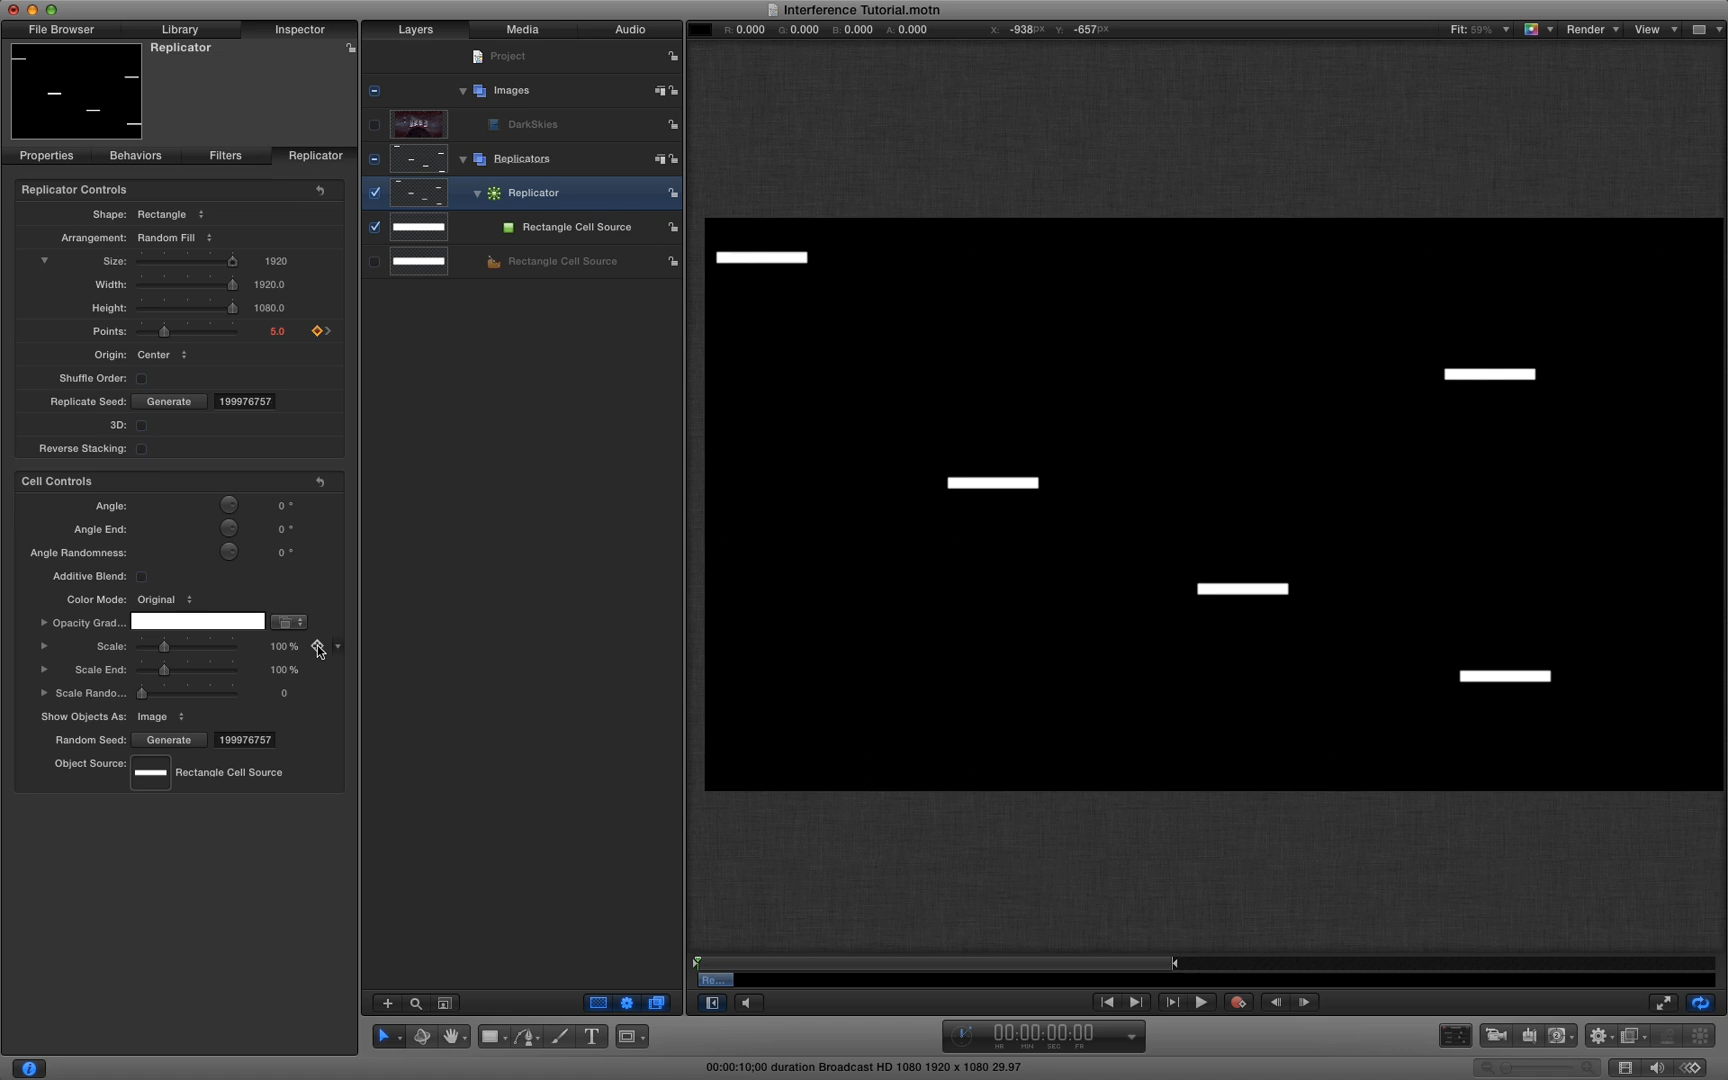 Interference Tutorial.motn
File Browser Library Inspector
Layers Media Audio
R: 0.000 G: 0.000 B: 0.000 A: 0.000 X: -938px Y: -657px
Fit: 59% Render View
Replicator
Properties Behaviors Filters Replicator
Replicator Controls
Shape: Rectangle
Arrangement: Random Fill
Size: 1920
Width: 1920.0
Height: 1080.0
Points: 5.0
Origin: Center
Shuffle Order:
Replicate Seed: Generate 199976757
3D:
Reverse Stacking:
Cell Controls
Angle: 0 °
Angle End: 0 °
Angle Randomness: 0 °
Additive Blend:
Color Mode: Original
Opacity Grad...
Scale: 100 %
Scale End: 100 %
Scale Rando... 0
Show Objects As: Image
Random Seed: Generate 199976757
Object Source: Rectangle Cell Source
Project
Images
DarkSkies
Replicators
Replicator
Rectangle Cell Source
Rectangle Cell Source
Re...
T
00:00:00:00
HR MIN SEC FR
00:00:10;00 duration Broadcast HD 1080 1920 x 1080 29.97